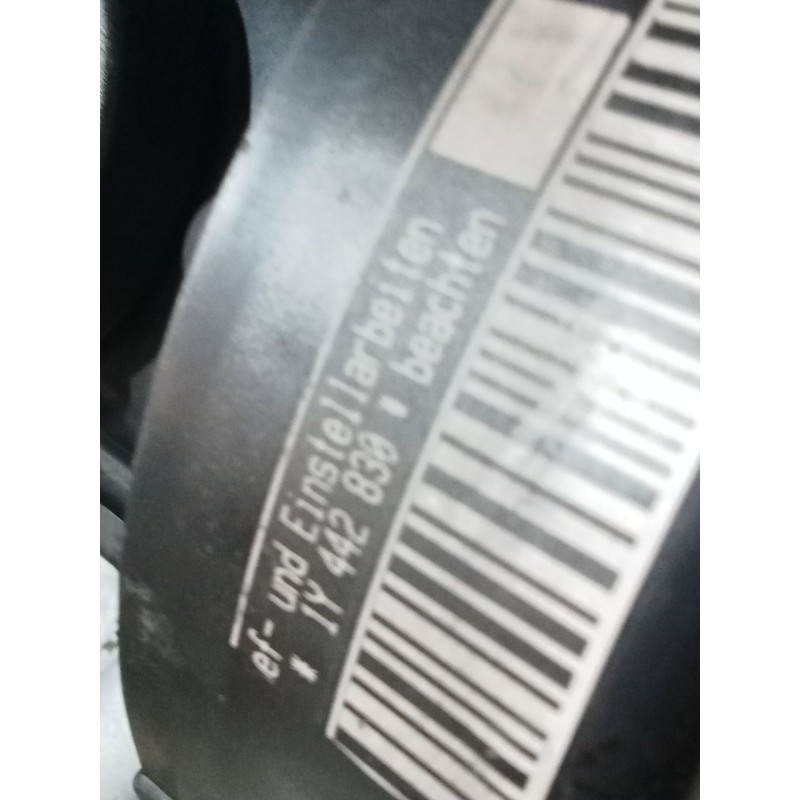 ef- und Einstellarbeiten
* 1Y 442 830 * beachten